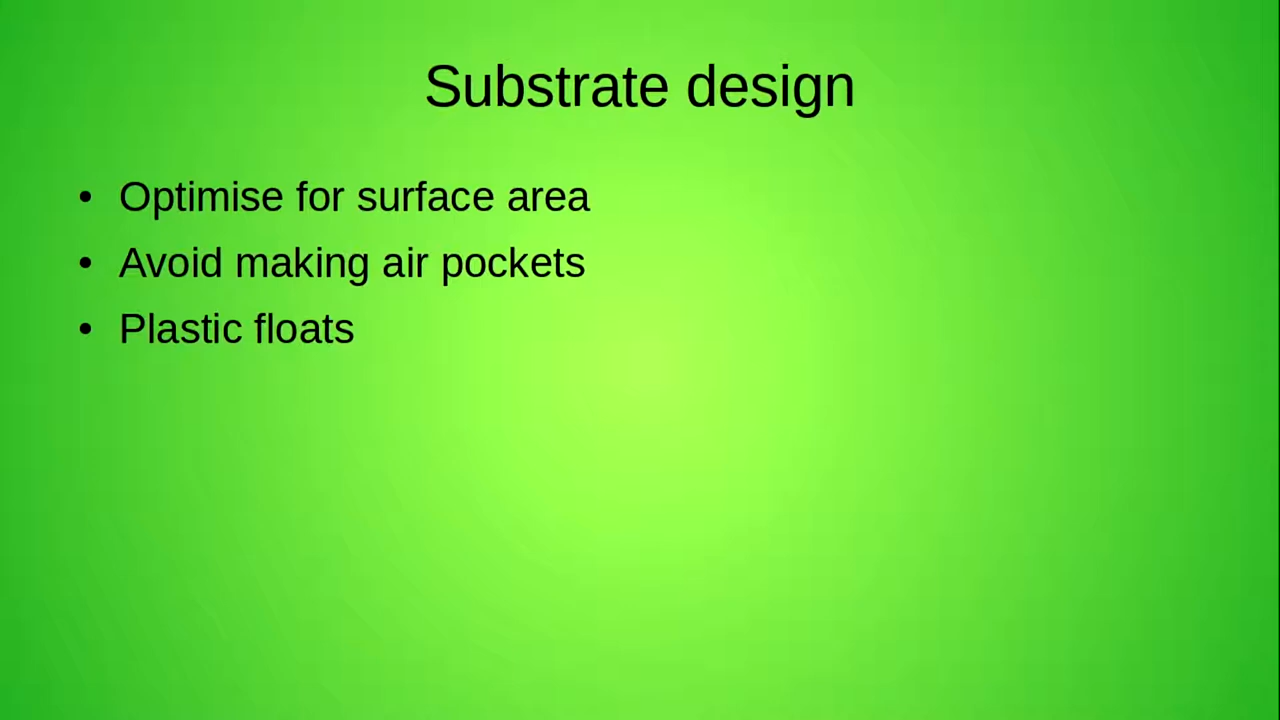 Substrate design
• Optimise for surface area
• Avoid making air pockets
• Plastic floats